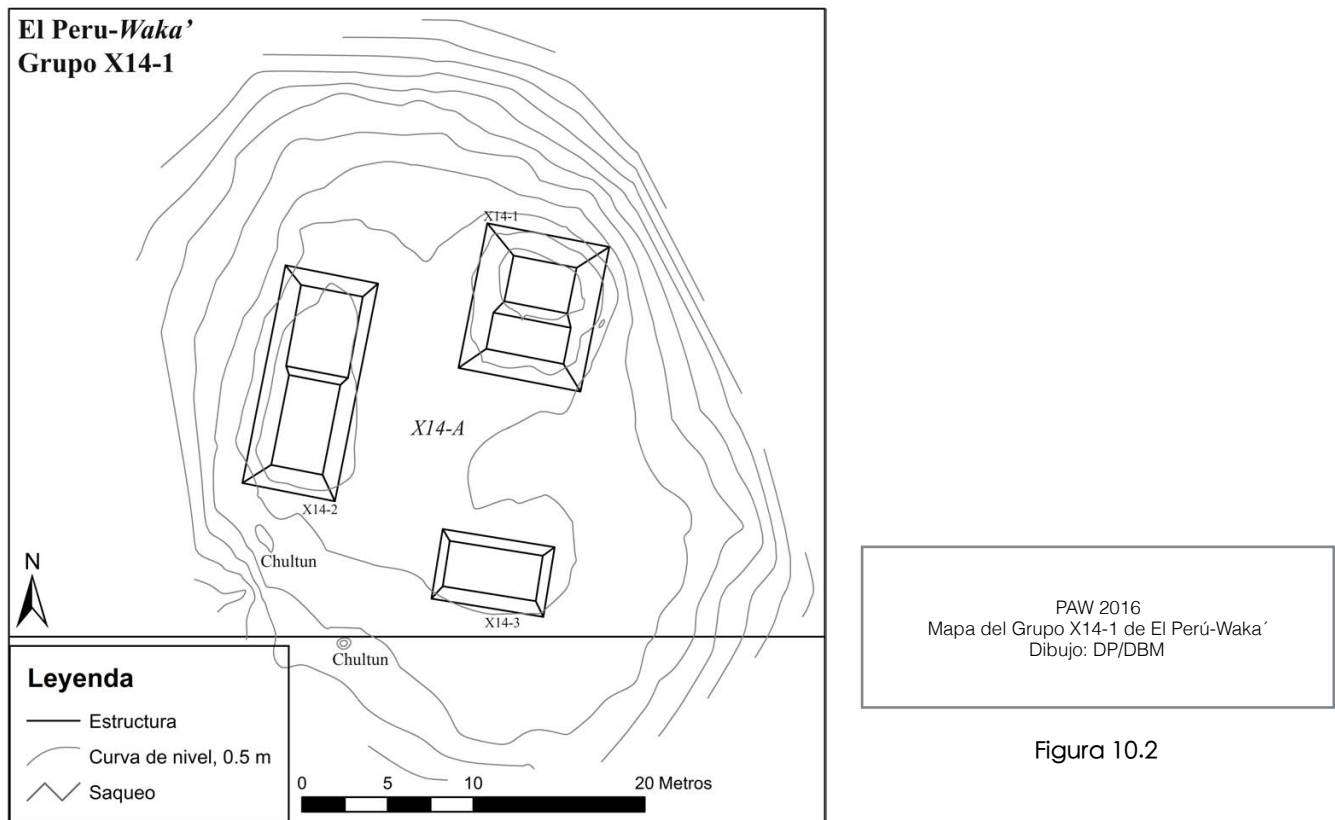 El Peru-Waka’
Grupo X14-1
X14-1
X14-A
X14-2
Chultun
N
X14-3
Chultun
Leyenda
Estructura
Curva de nivel, 0.5 m
Saqueo
0 5 10 20 Metros
PAW 2016
Mapa del Grupo X14-1 de El Perú-Waka´
Dibujo: DP/DBM
Figura 10.2